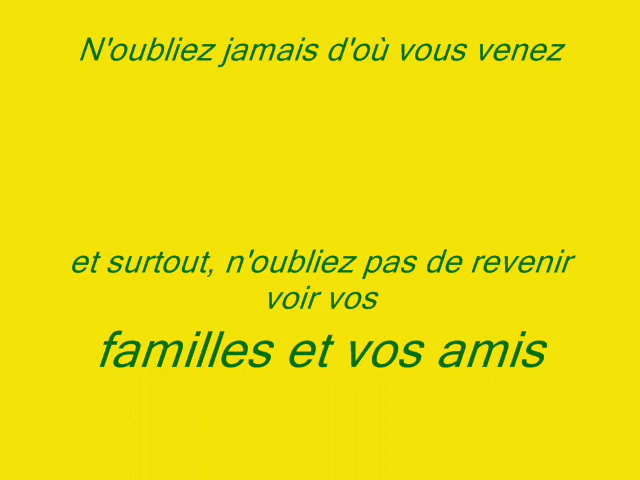 N'oubliez jamais d'où vous venez
et surtout, n'oubliez pas de revenir
voir vos
familles et vos amis